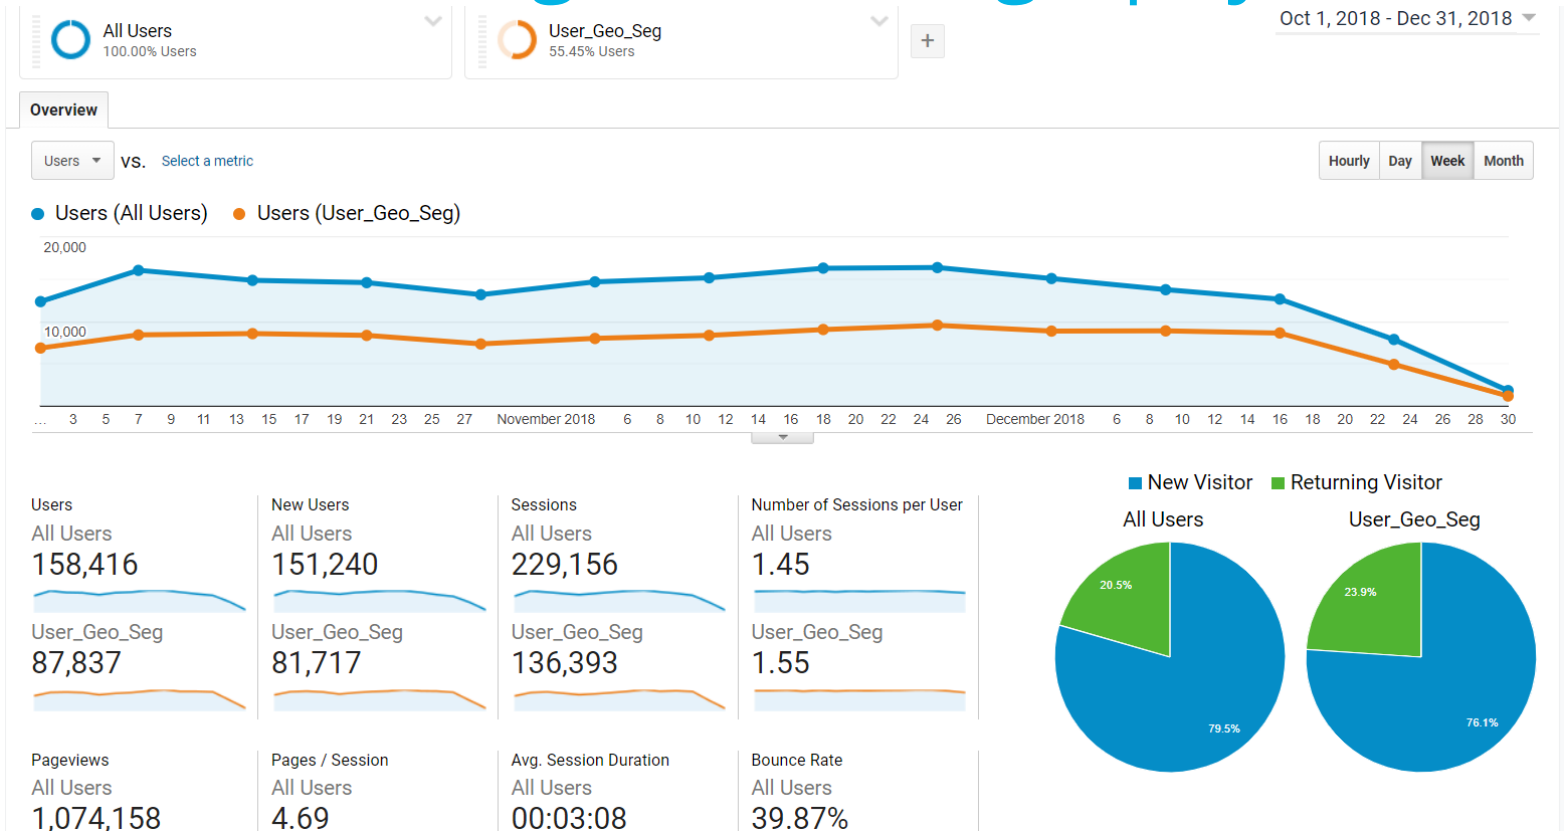 All Users
100.00% Users
User_Geo_Seg
55.45% Users
+
Oct 1, 2018 - Dec 31, 2018
Overview
Users VS. Select a metric
Hourly Day Week Month
Users (All Users) Users (User_Geo_Seg)
20,000
10,000
... 3 5 7 9 11 13 15 17 19 21 23 25 27 November 2018 6 8 10 12 14 16 18 20 22 24 26 December 2018 6 8 10 12 14 16 18 20 22 24 26 28 30
Users
All Users
158,416
User_Geo_Seg
87,837
New Users
All Users
151,240
User_Geo_Seg
81,717
Sessions
All Users
229,156
User_Geo_Seg
136,393
Number of Sessions per User
All Users
1.45
User_Geo_Seg
1.55
New Visitor Returning Visitor
All Users
20.5%
79.5%
User_Geo_Seg
23.9%
76.1%
Pageviews
All Users
1,074,158
Pages / Session
All Users
4.69
Avg. Session Duration
All Users
00:03:08
Bounce Rate
All Users
39.87%